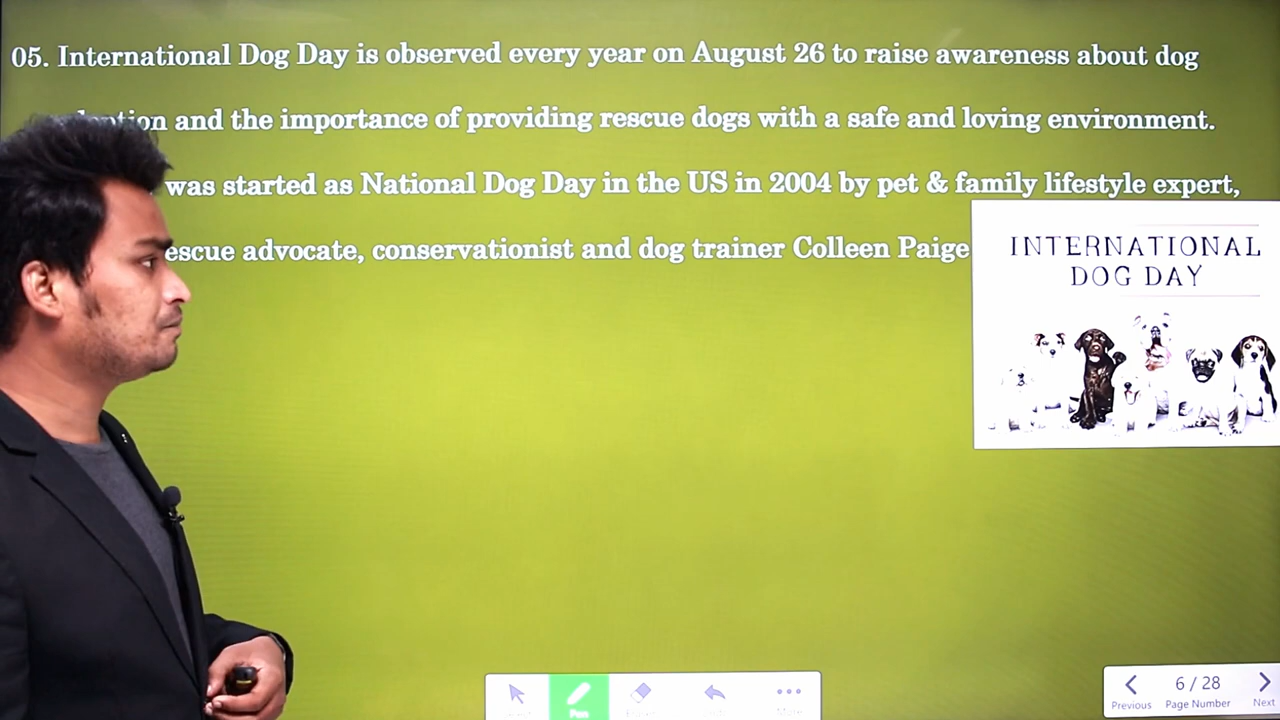 05. International Dog Day is observed every year on August 26 to raise awareness about dog
and the importance of providing rescue dogs with a safe and loving environment.
was started as National Dog Day in the US in 2004 by pet & family lifestyle expert,
advocate, conservationist and dog trainer Colleen Paige
INTERNATIONAL
DOG DAY
Pen
More
6 / 28
Previous Page Number Next